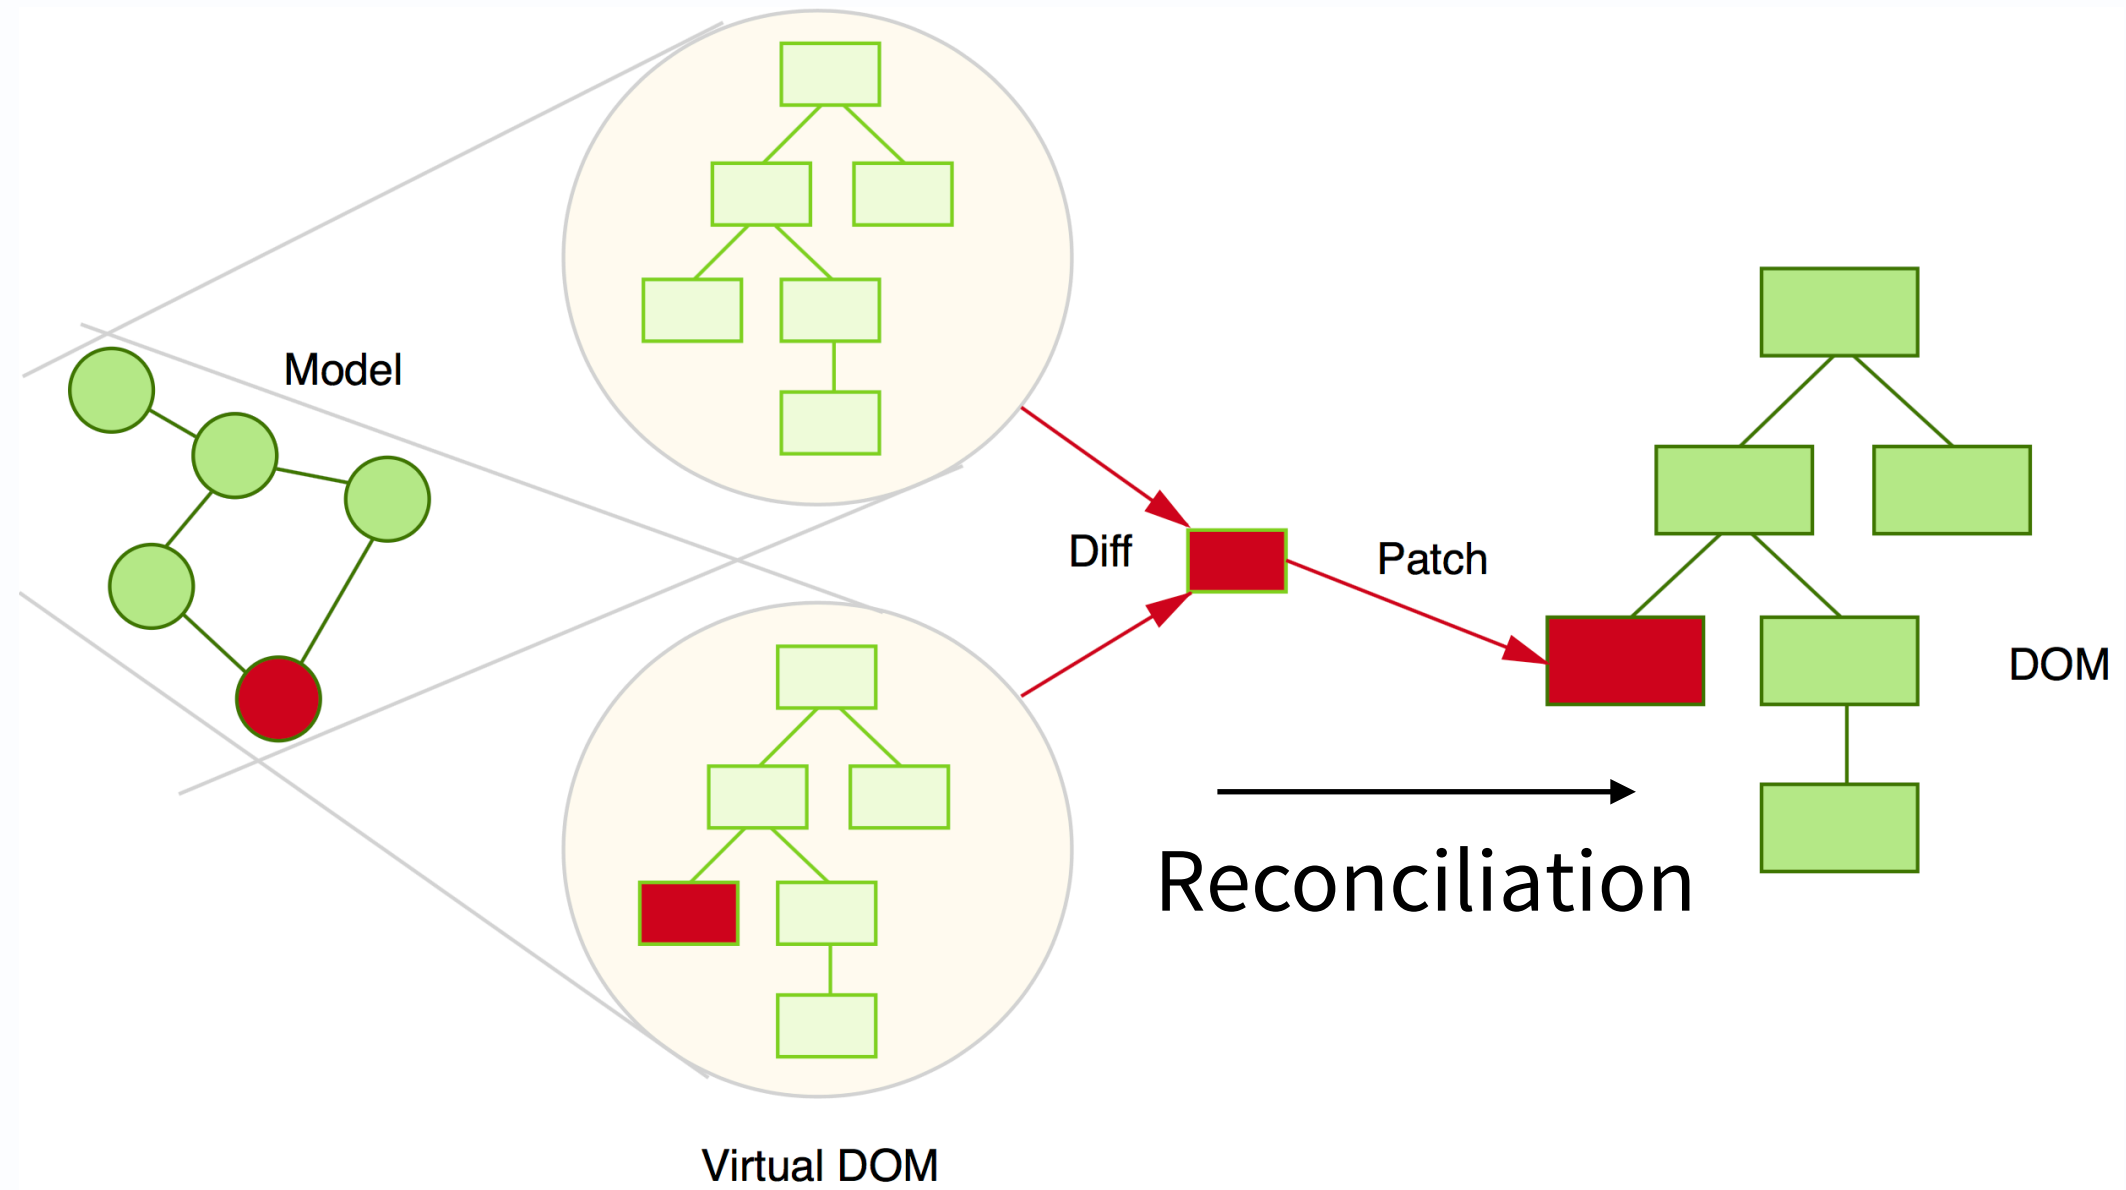 Model
Diff
Patch
DOM
Reconciliation
Virtual DOM